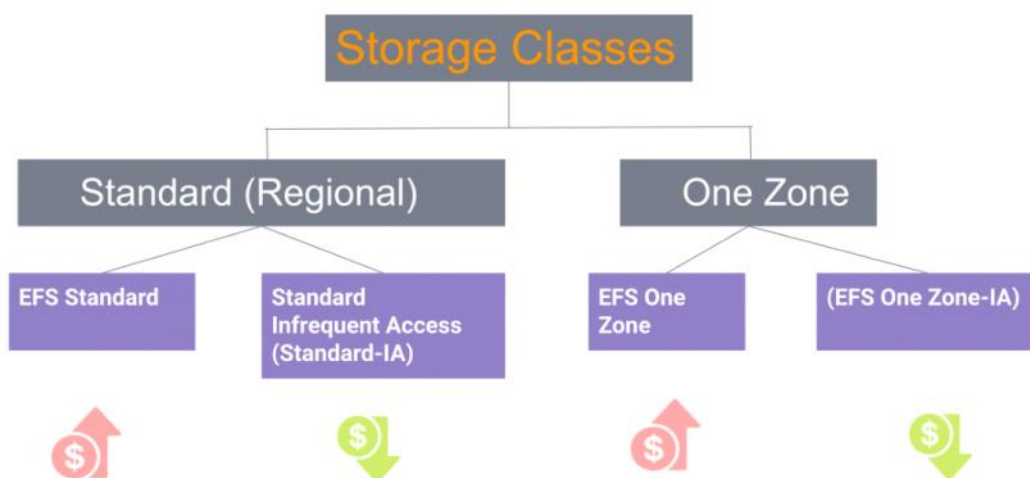 Storage Classes
Standard (Regional)
One Zone
EFS Standard
Standard
Infrequent Access
(Standard-IA)
EFS One
Zone
(EFS One Zone-IA)
$
$
$
$